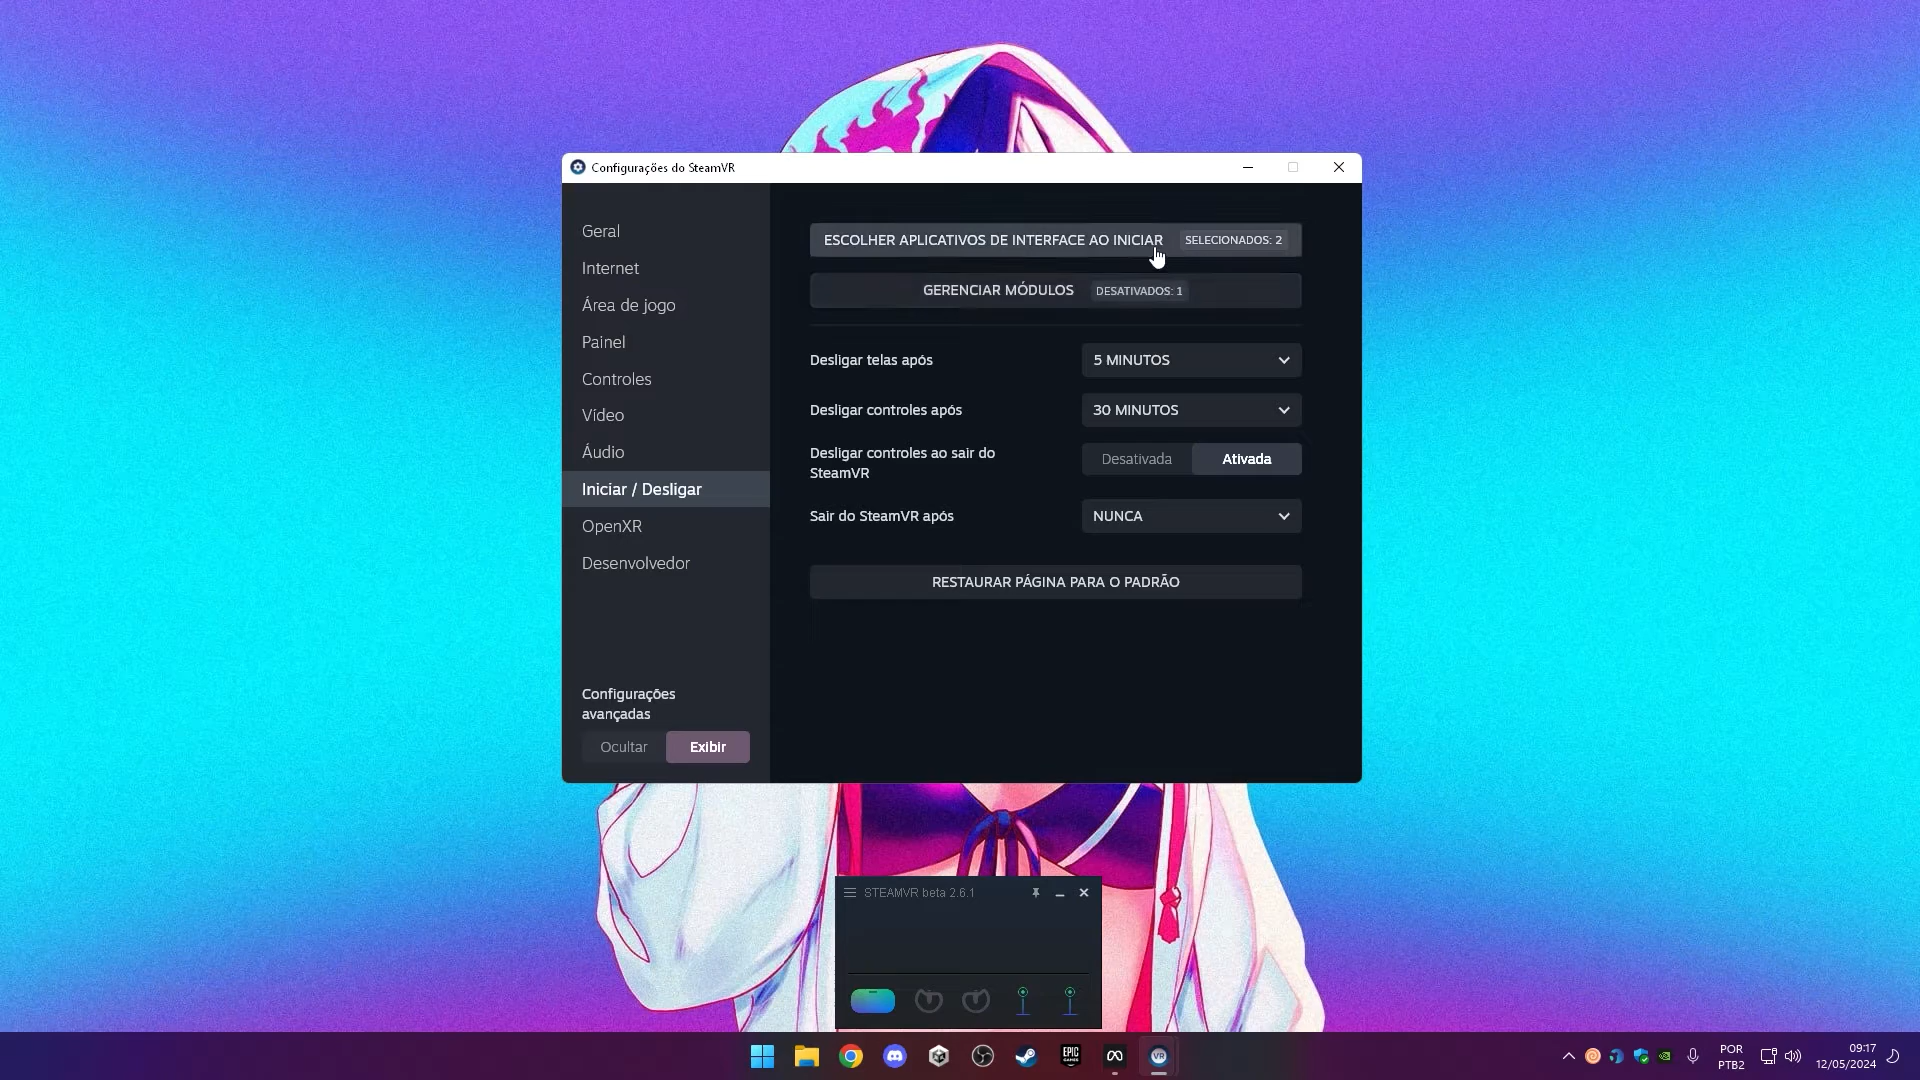 Configurações do SteamVR
Geral
Internet
Área de jogo
Painel
Controles
Vídeo
Áudio
Iniciar / Desligar
OpenXR
Desenvolvedor
Configurações
avançadas
Ocultar Exibir
ESCOLHER APLICATIVOS DE INTERFACE AO INICIAR SELECIONADOS: 2
GERENCIAR MÓDULOS DESATIVADOS: 1
Desligar telas após 5 MINUTOS
Desligar controles após 30 MINUTOS
Desligar controles ao sair do
SteamVR
Desativada Ativada
Sair do SteamVR após NUNCA
RESTAURAR PÁGINA PARA O PADRÃO
STEAMVR beta 2.6.1
EPIC
GAMES
VR
POR
PTB2
09:17
12/05/2024